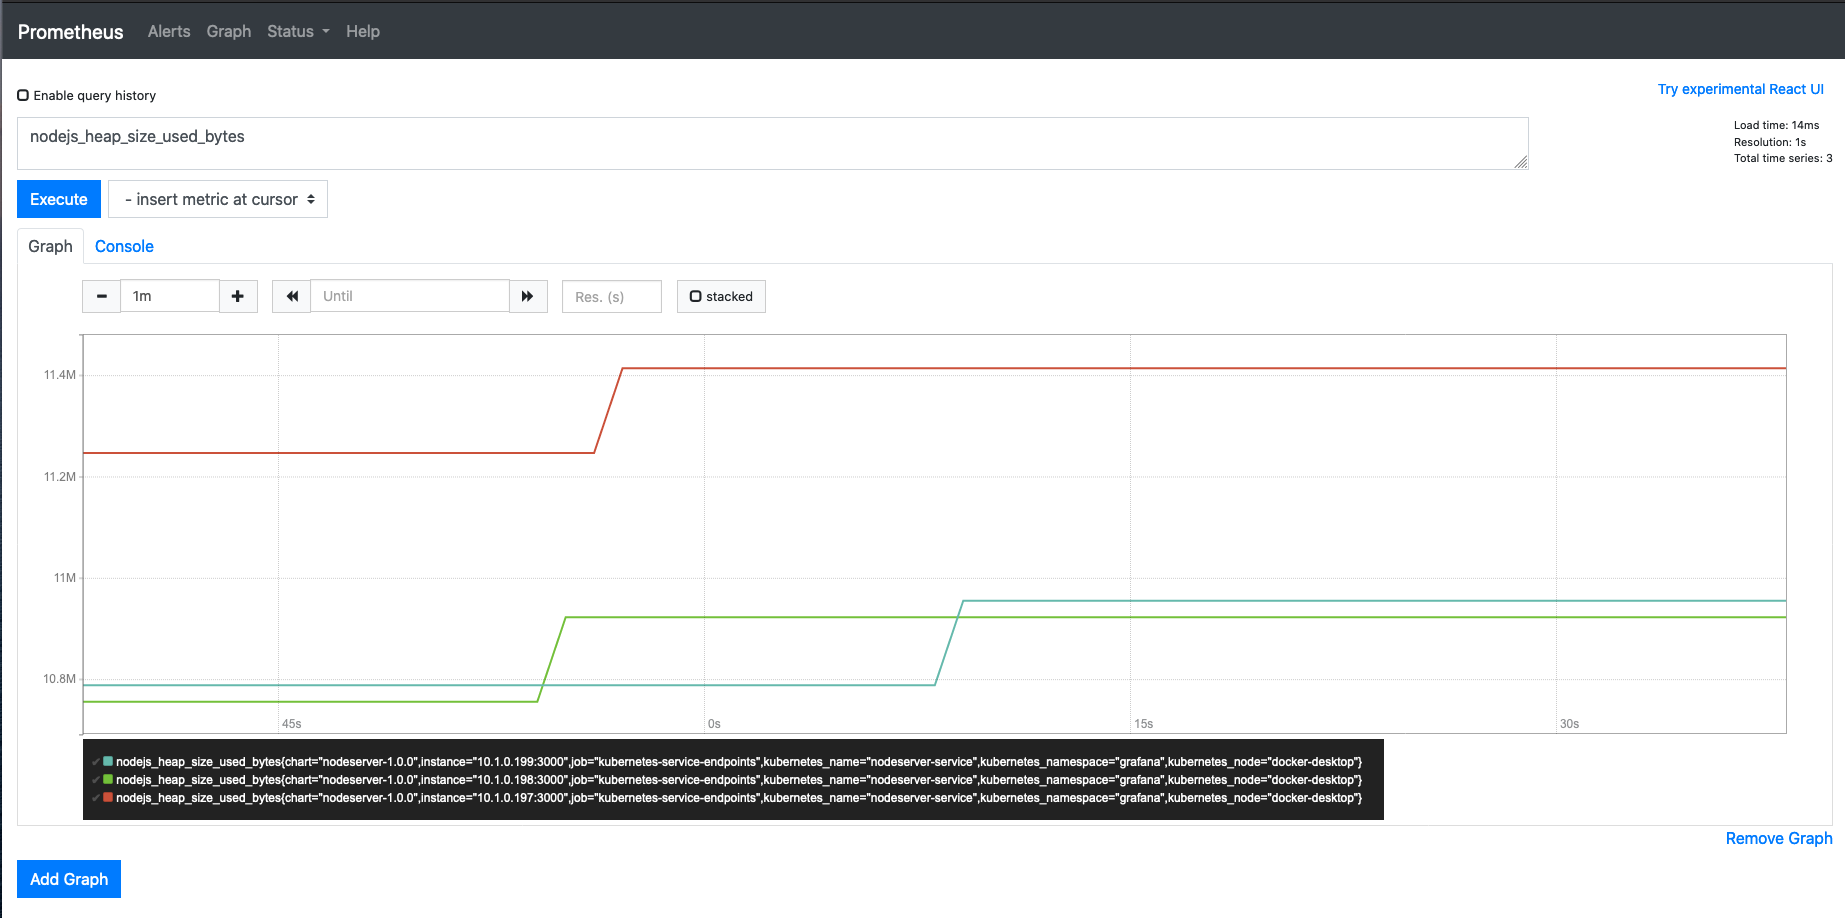 Prometheus Alerts Graph Status Help
Enable query history
Try experimental React UI
nodejs_heap_size_used_bytes
Load time: 14ms
Resolution: 1s
Total time series: 3
Execute - insert metric at cursor
Graph Console
1m Until Res. (s) stacked
11.4M
11.2M
11M
10.8M
45s 0s 15s 30s
nodejs_heap_size_used_bytes{chart="nodeserver-1.0.0",instance="10.1.0.199:3000",job="kubernetes-service-endpoints",kubernetes_name="nodeserver-service",kubernetes_namespace="grafana",kubernetes_node="docker-desktop"}
nodejs_heap_size_used_bytes{chart="nodeserver-1.0.0",instance="10.1.0.198:3000",job="kubernetes-service-endpoints",kubernetes_name="nodeserver-service",kubernetes_namespace="grafana",kubernetes_node="docker-desktop"}
nodejs_heap_size_used_bytes{chart="nodeserver-1.0.0",instance="10.1.0.197:3000",job="kubernetes-service-endpoints",kubernetes_name="nodeserver-service",kubernetes_namespace="grafana",kubernetes_node="docker-desktop"}
Remove Graph
Add Graph